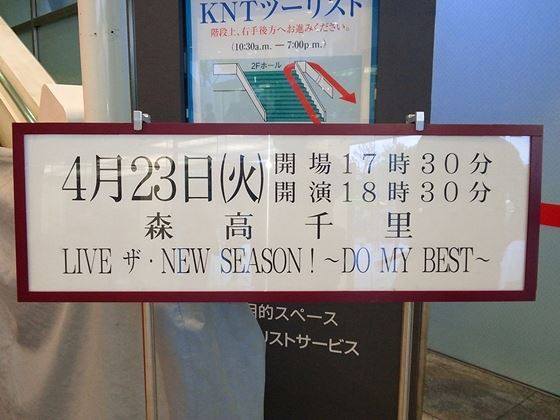 KNTツーリスト
階段上、右手後方へお進みください。
(10:30a.m. ― 7:00p.m.)
2Fホール
4月23日(火)
開場17時30分
開演18時30分
森高千里
LIVE ザ・NEW SEASON！～DO MY BEST～
的スペース
リストサービス